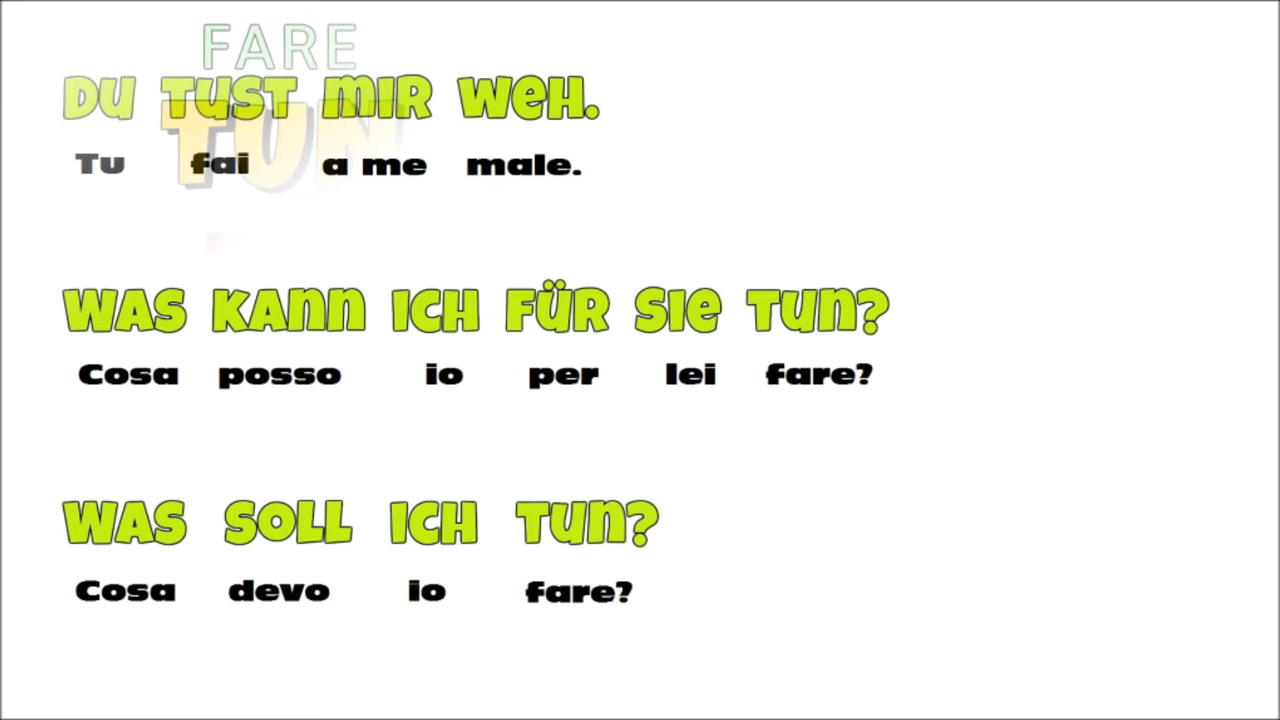 FARE
DU TUST MIR WEH.
TUN
Tu fai a me male.
WAS KANN ICH FÜR SIE TUN?
Cosa posso io per lei fare?
WAS SOLL ICH TUN?
Cosa devo io fare?